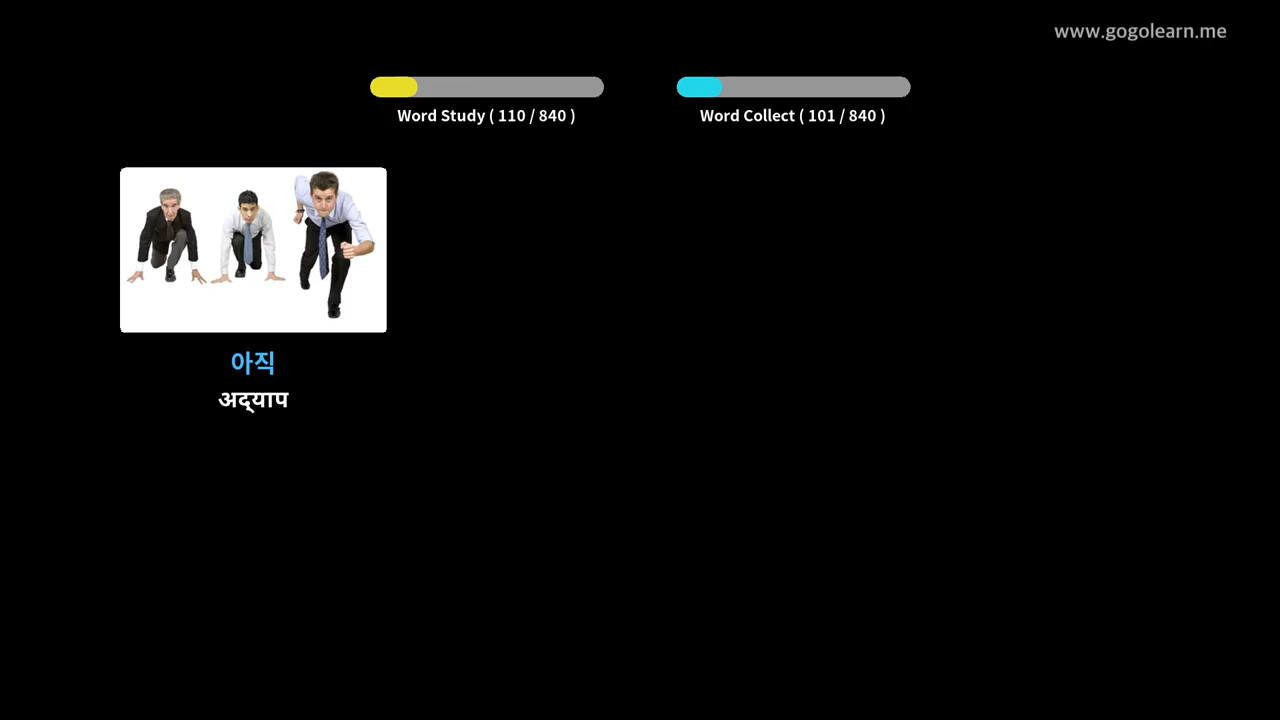 www.gogolearn.me
Word Study ( 110 / 840 )
Word Collect ( 101 / 840 )
아직
अद्‌याप